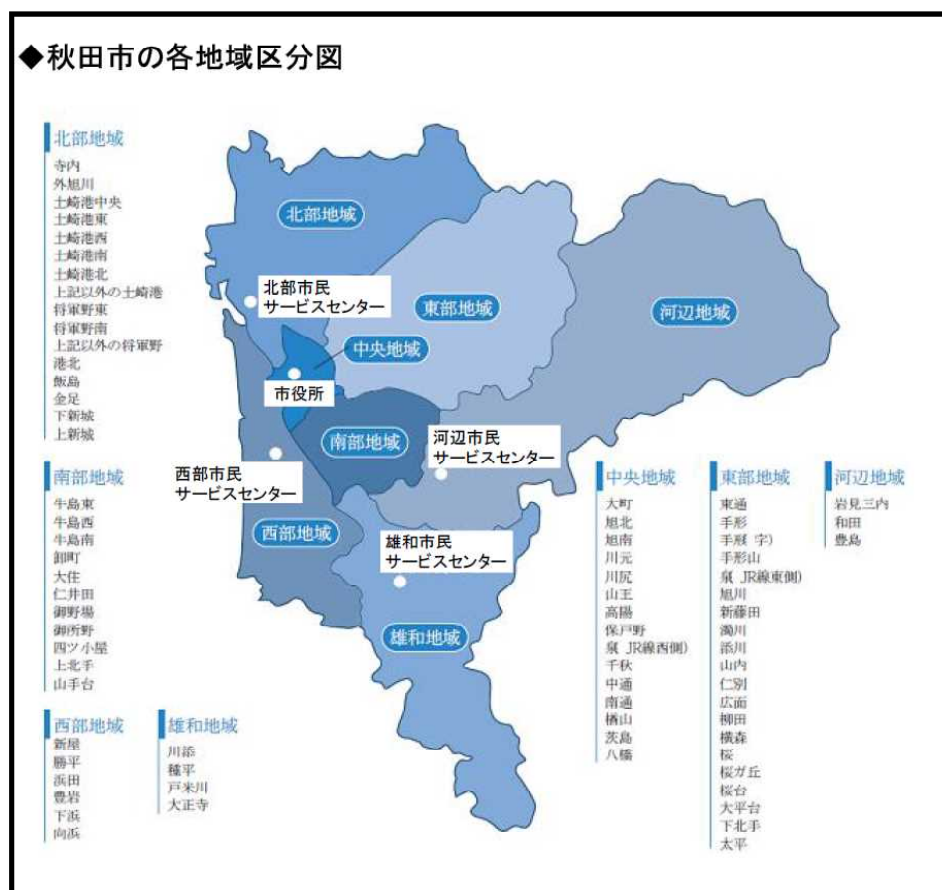 ◆秋田市の各地域区分図
北部地域
寺内
外旭川
土崎港中央
土崎港東
土崎港西
土崎港南
土崎港北
上記以外の土崎港
将軍野東
将軍野南
上記以外の将軍野
港北
飯島
金足
下新城
上新城
南部地域
牛島東
牛島西
牛島南
卸町
大住
仁井田
御野場
御所野
四ツ小屋
上北手
山手台
西部地域
新屋
勝平
浜田
豊岩
下浜
向浜
雄和地域
川添
種平
戸米川
大正寺
北部地域
北部市民
サービスセンター
東部地域
河辺地域
中央地域
市役所
南部地域
河辺市民
サービスセンター
西部市民
サービスセンター
西部地域
雄和市民
サービスセンター
雄和地域
中央地域
大町
旭北
旭南
川元
川尻
山王
高陽
保戸野
泉 JR線西側)
千秋
中通
南通
楢山
茨島
八橋
東部地域
東通
手形
手形 字)
手形山
泉 JR線東側)
旭川
新藤田
濁川
添川
山内
仁別
広面
柳田
横森
桜
桜ガ丘
桜台
大平台
下北手
太平
河辺地域
岩見三内
和田
豊島